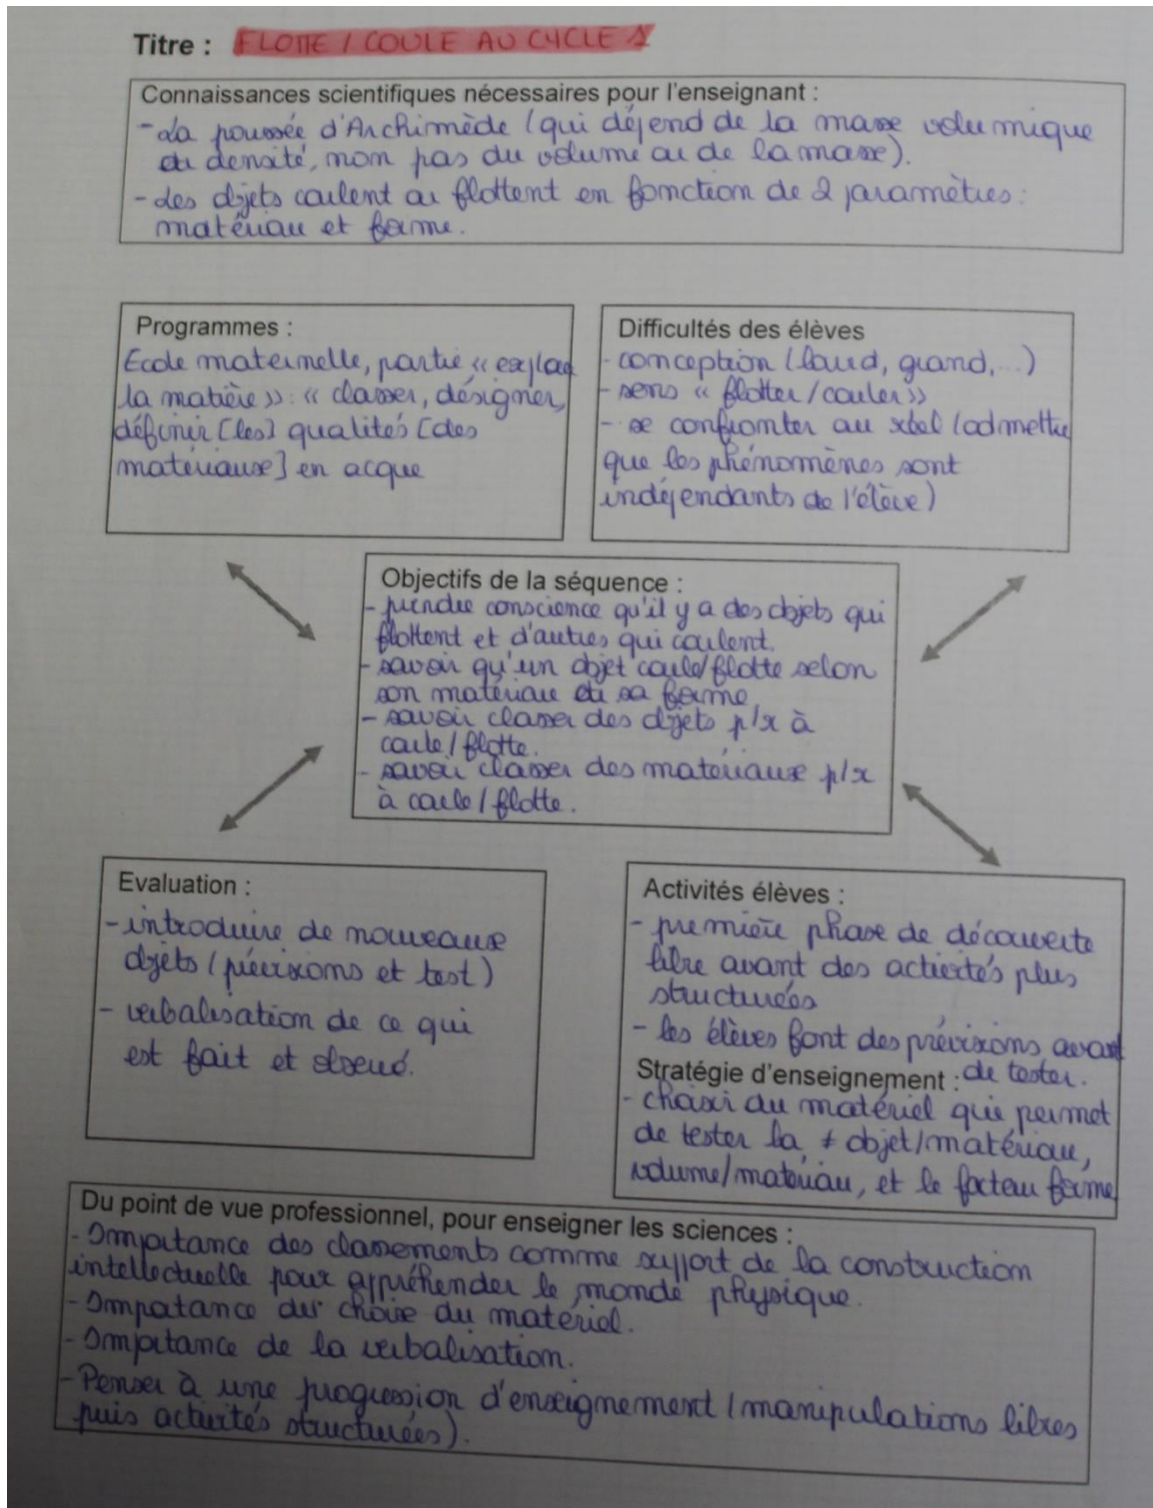 Titre : FLOTTE / COULE AU CYCLE 1
Connaissances scientifiques nécessaires pour l'enseignant :
- La poussée d'Archimède (qui dépend de la masse volumique
ou densité, non pas du volume ou de la masse).
- Les objets coulent ou flottent en fonction de 2 paramètres :
matériau et forme.
Programmes :
Ecole maternelle, partie « explorer
la matière » : « classer, désigner,
définir [les] qualités [des
matériaux] en acque
Difficultés des élèves
- conception (lourd, grand, ...)
- sens « flotter / couler »
- se confronter au réel (admettre
que les phénomènes sont
indépendants de l'élève)
Objectifs de la séquence :
- prendre conscience qu'il y a des objets qui
flottent et d'autres qui coulent.
- savoir qu'un objet coule/flotte selon
son matériau ou sa forme
- savoir classer des objets p/r à
coule / flotte.
- savoir classer des matériaux p/r
à coule / flotte.
Evaluation :
- introduire de nouveaux
objets (prévisions et test)
- verbalisation de ce qui
est fait et observé.
Activités élèves :
- première phase de découverte
libre avant des activités plus
structurées
- les élèves font des prévisions avant
de tester.
Stratégie d'enseignement :
- choisir du matériel qui permet
de tester la ≠ objet/matériau,
volume/matériau, et le facteur forme
Du point de vue professionnel, pour enseigner les sciences :
- Importance des classements comme support de la construction
intellectuelle pour appréhender le monde physique.
- Importance du choix du matériel.
- Importance de la verbalisation.
- Penser à une progression d'enseignement (manipulations libres
puis activités structurées).